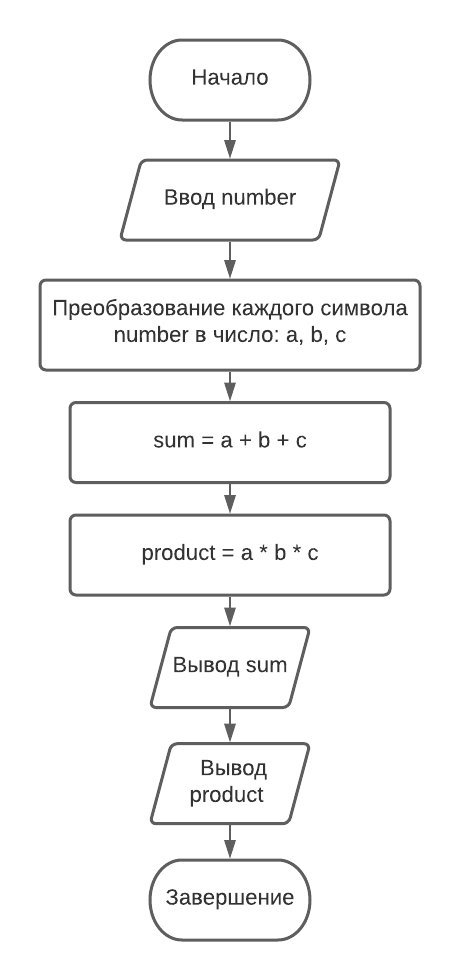 Начало
Ввод number
Преобразование каждого символа
number в число: a, b, c
sum = a + b + c
product = a * b * c
Вывод sum
Вывод
product
Завершение